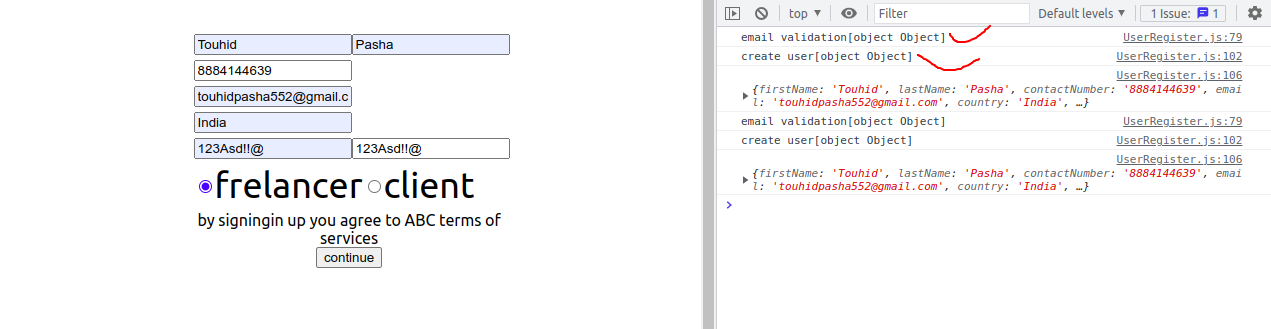 Touhid Pasha
8884144639
touhidpasha552@gmail.c
India
123Asd!!@ 123Asd!!@
frelancer client
by signingin up you agree to ABC terms of
services
continue
top Filter Default levels 1 Issue: 1
email validation[object Object] UserRegister.js:79
create user[object Object] UserRegister.js:102
UserRegister.js:106
{firstName: 'Touhid', lastName: 'Pasha', contactNumber: '8884144639', emai
l: 'touhidpasha552@gmail.com', country: 'India', …}
email validation[object Object] UserRegister.js:79
create user[object Object] UserRegister.js:102
UserRegister.js:106
{firstName: 'Touhid', lastName: 'Pasha', contactNumber: '8884144639', emai
l: 'touhidpasha552@gmail.com', country: 'India', …}